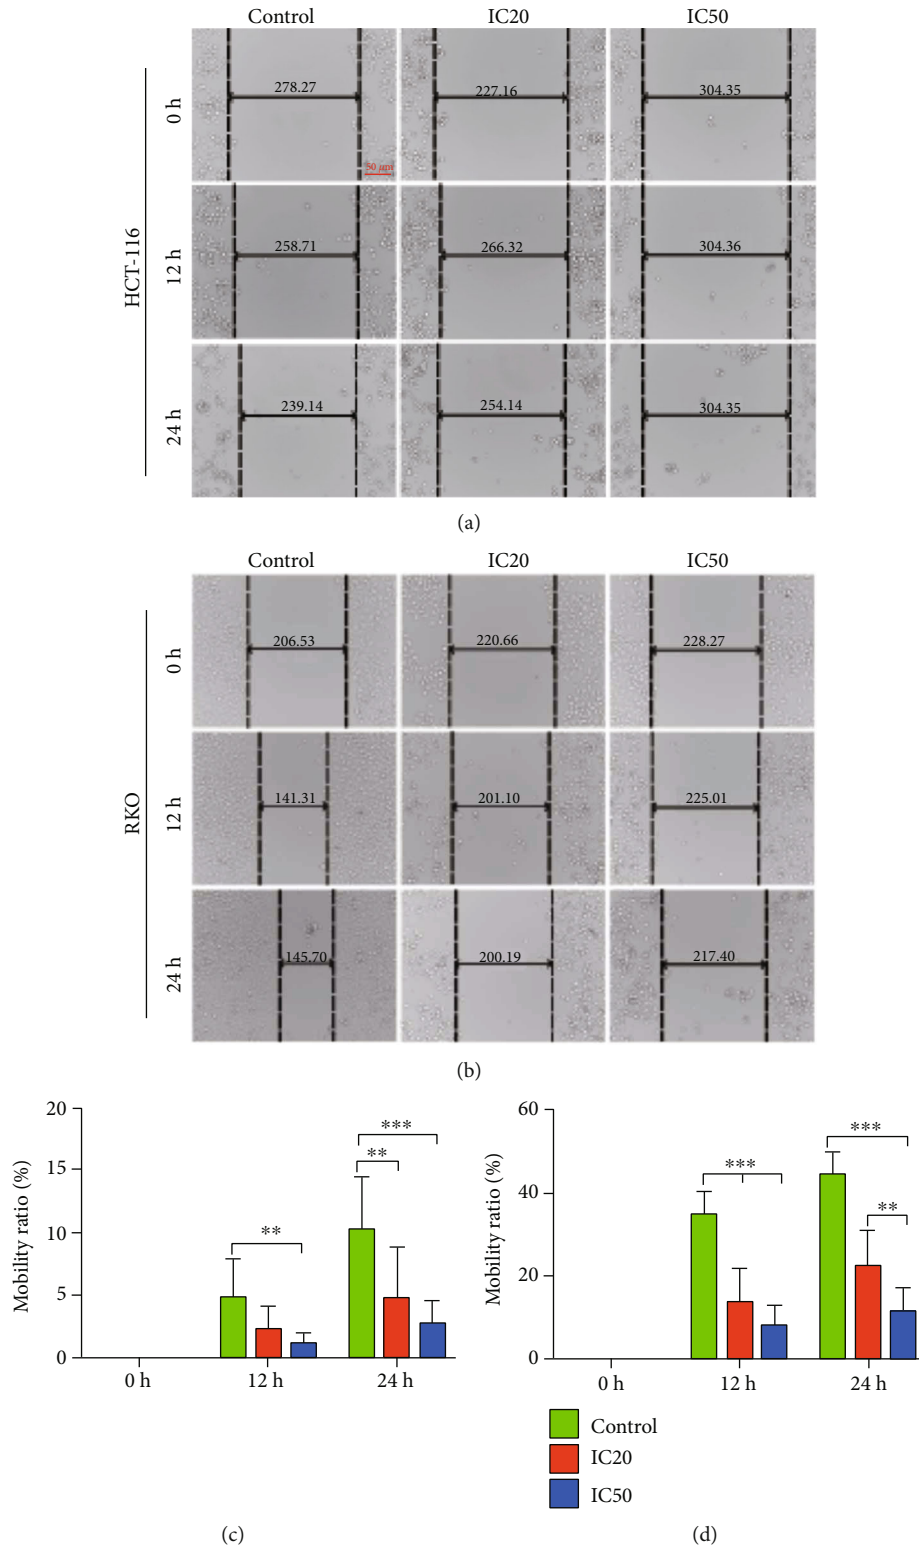 Control IC20 IC50
HCT-116
0 h
278.27 227.16 304.35
50 μm
12 h
258.71 266.32 304.36
24 h
239.14 254.14 304.35
(a)
Control IC20 IC50
RKO
0 h
206.53 220.66 228.27
12 h
141.31 201.10 225.01
24 h
145.70 200.19 217.40
(b)
Mobility ratio (%)
20
15
10
5
0
**
**
***
0 h 12 h 24 h
(c)
Mobility ratio (%)
60
40
20
0
***
***
**
0 h 12 h 24 h
Control
IC20
IC50
(d)